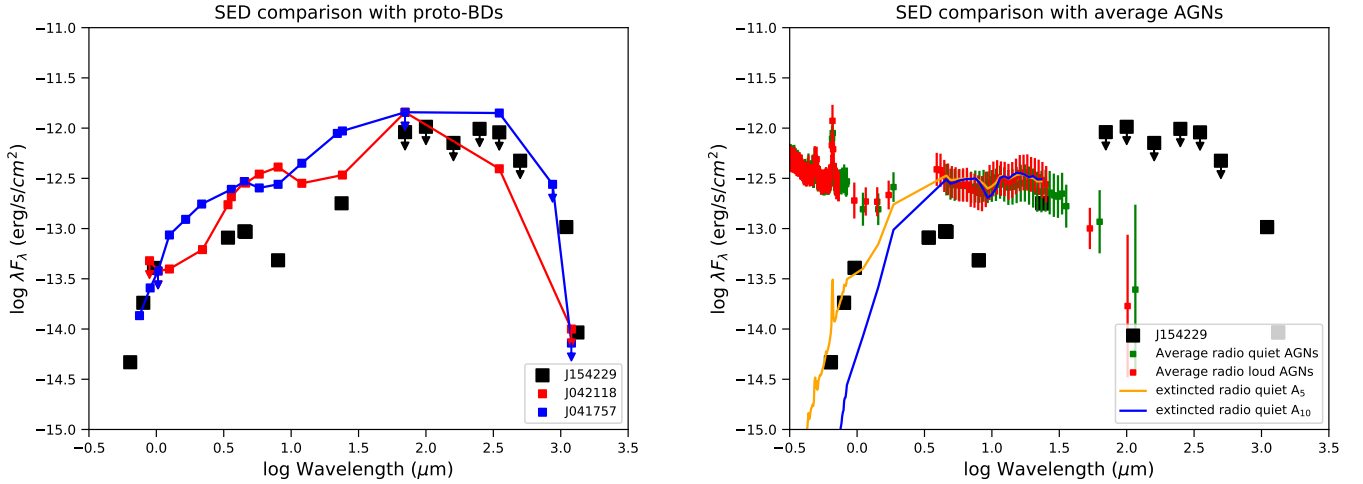 SED comparison with proto-BDs
log λFλ (erg/s/cm²)
−11.0
−11.5
−12.0
−12.5
−13.0
−13.5
−14.0
−14.5
−15.0
−0.5 0.0 0.5 1.0 1.5 2.0 2.5 3.0 3.5
log Wavelength (μm)
J154229
J042118
J041757
SED comparison with average AGNs
log λFλ (erg/s/cm²)
−11.0
−11.5
−12.0
−12.5
−13.0
−13.5
−14.0
−14.5
−15.0
−0.5 0.0 0.5 1.0 1.5 2.0 2.5 3.0 3.5
log Wavelength (μm)
J154229
Average radio quiet AGNs
Average radio loud AGNs
extincted radio quiet A₅
extincted radio quiet A₁₀